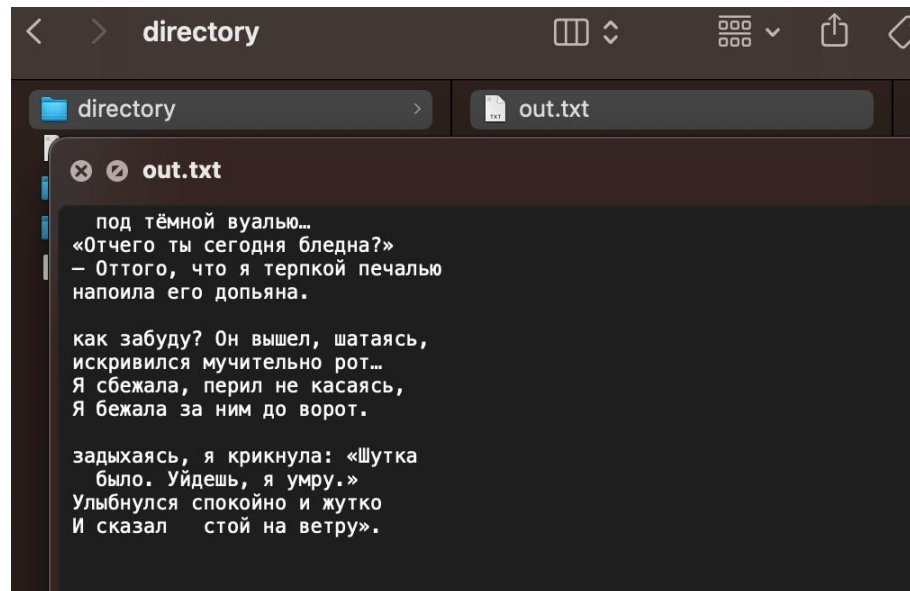 directory
directory
out.txt
TXT
out.txt
под тёмной вуалью…
«Отчего ты сегодня бледна?»
— Оттого, что я терпкой печалью
напоила его допьяна.
как забуду? Он вышел, шатаясь,
искривился мучительно рот…
Я сбежала, перил не касаясь,
Я бежала за ним до ворот.
задыхаясь, я крикнула: «Шутка
было. Уйдешь, я умру.»
Улыбнулся спокойно и жутко
И сказал стой на ветру».